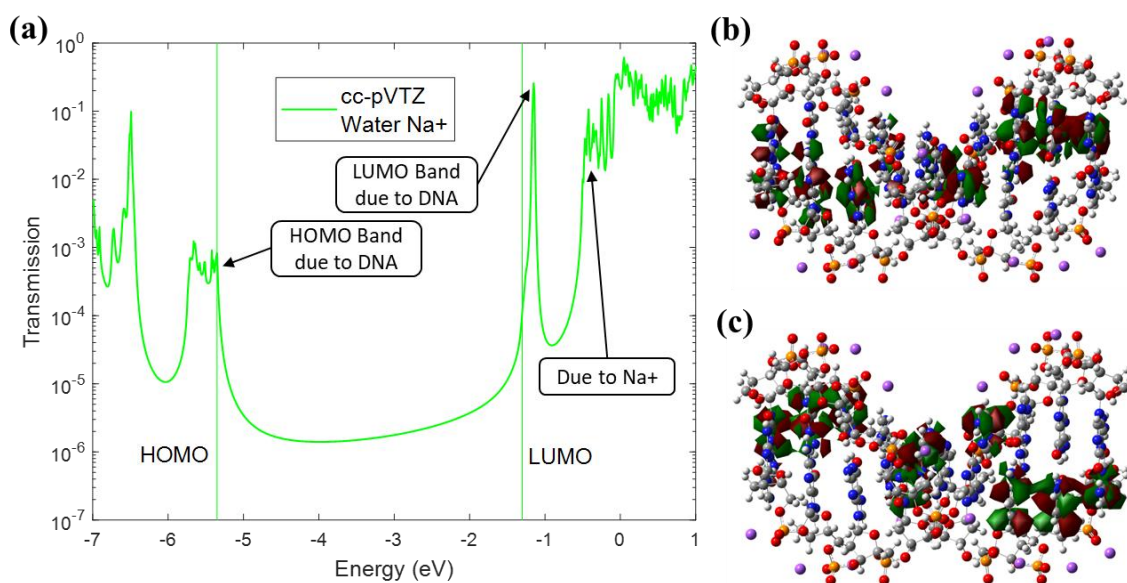 (a)
Transmission
10^0
10^-1
10^-2
10^-3
10^-4
10^-5
10^-6
10^-7
cc-pVTZ
Water Na+
LUMO Band
due to DNA
HOMO Band
due to DNA
Due to Na+
HOMO
LUMO
-7 -6 -5 -4 -3 -2 -1 0 1
Energy (eV)
(b)
(c)